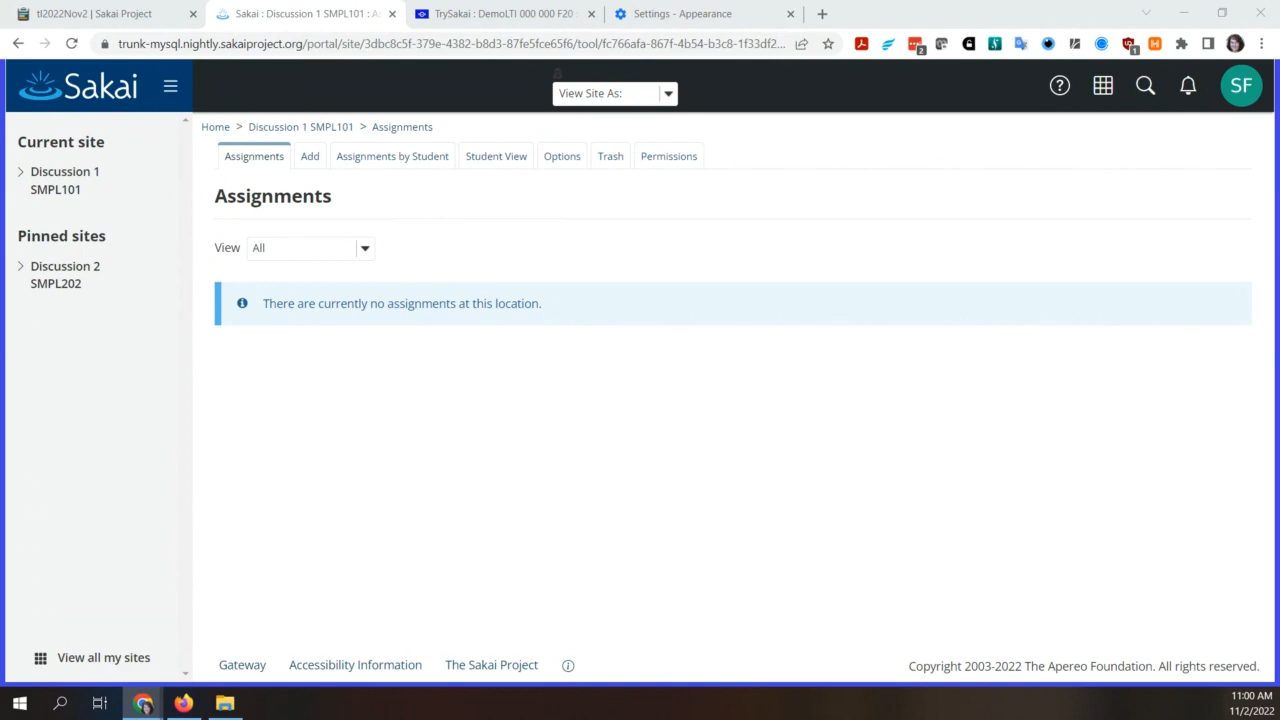 tl2022Nov2 | Sakai Project
Sakai : Discussion 1 SMPL101 : A
TrySakai : DemoLTI 000 000 F20
Settings - Appearance
trunk-mysql.nightly.sakaiproject.org/portal/site/3dbc8c5f-379e-4382-b8d3-87fe5fce65f6/tool/fc766afa-867f-4b54-b3c8-1f33df2...
2
1
Sakai
View Site As:
SF
Current site
Discussion 1
SMPL101
Pinned sites
Discussion 2
SMPL202
View all my sites
Home > Discussion 1 SMPL101 > Assignments
Assignments
Add
Assignments by Student
Student View
Options
Trash
Permissions
Assignments
View All
There are currently no assignments at this location.
Gateway
Accessibility Information
The Sakai Project
Copyright 2003-2022 The Apereo Foundation. All rights reserved.
11:00 AM
11/2/2022